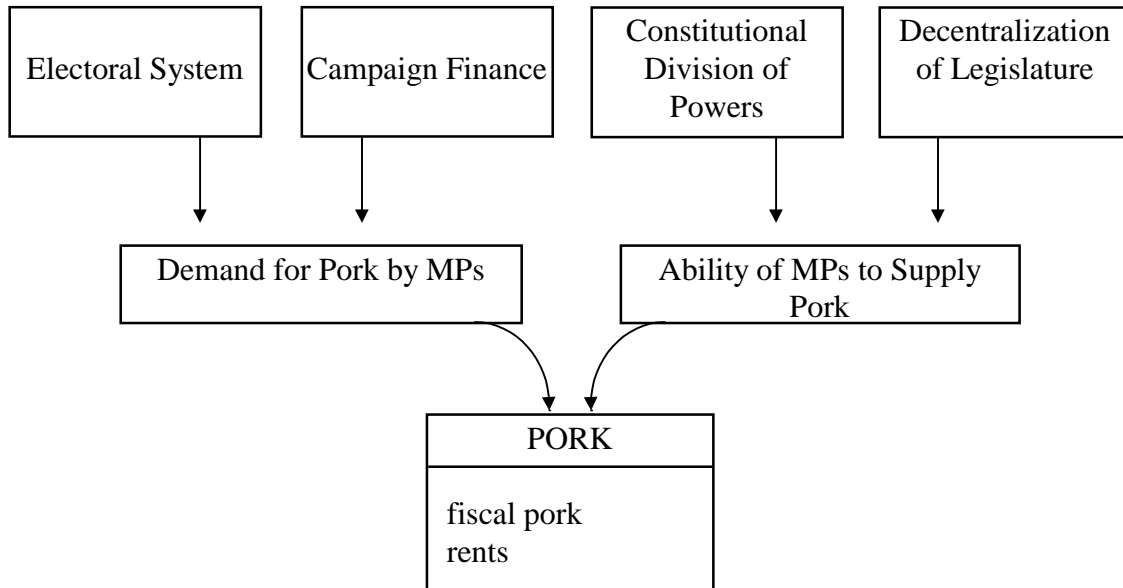 Electoral System
Campaign Finance
Constitutional
Division of
Powers
Decentralization
of Legislature
Demand for Pork by MPs
Ability of MPs to Supply
Pork
PORK
fiscal pork
rents